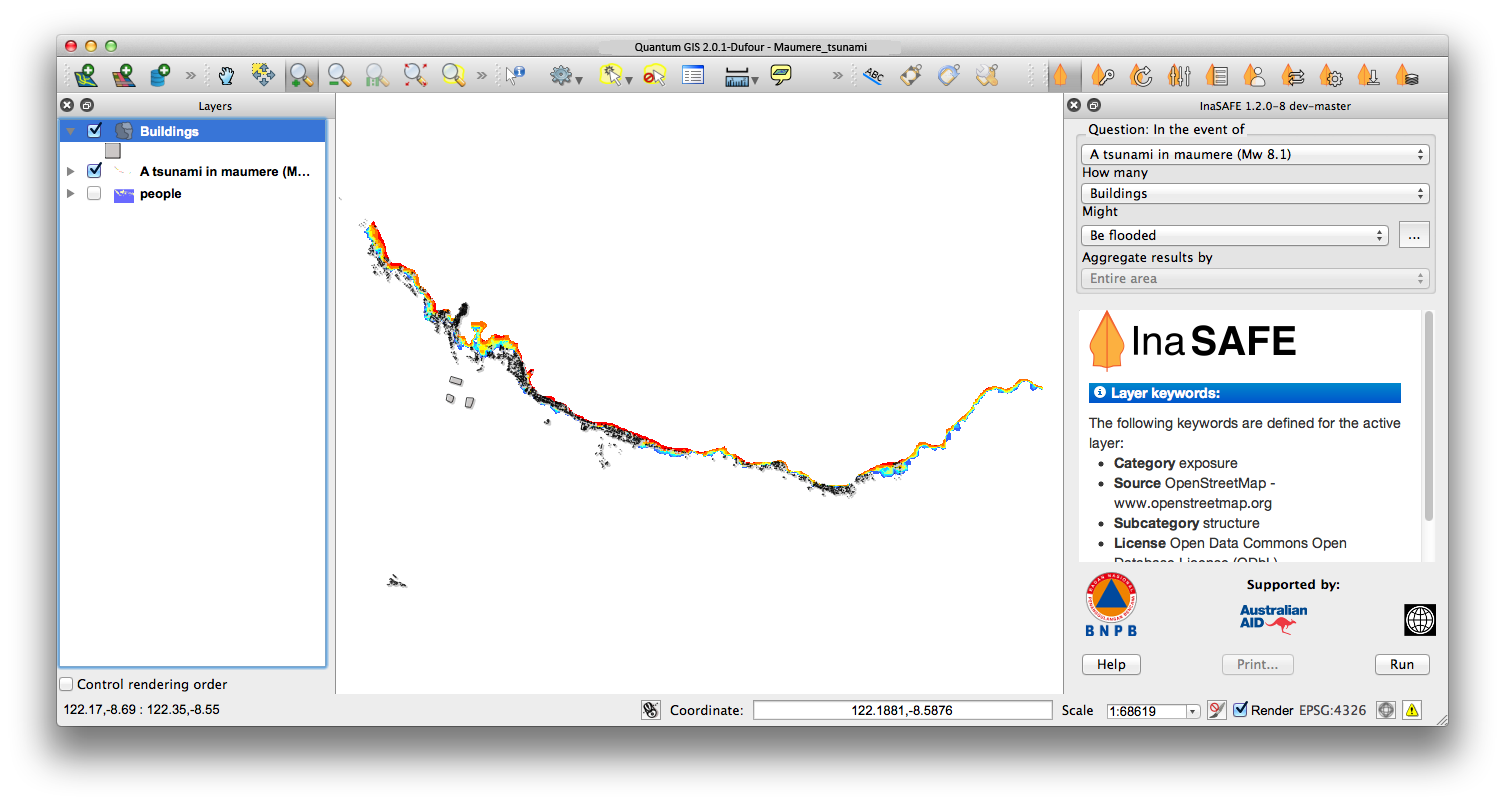 Quantum GIS 2.0.1-Dufour - Maumere_tsunami
ABC
Layers
InaSAFE 1.2.0-8 dev-master
Buildings
A tsunami in maumere (M...
people
Question: In the event of
A tsunami in maumere (Mw 8.1)
How many
Buildings
Might
Be flooded
...
Aggregate results by
Entire area
InaSAFE
Layer keywords:
The following keywords are defined for the active
layer:
• Category exposure
• Source OpenStreetMap -
www.openstreetmap.org
• Subcategory structure
• License Open Data Commons Open
Database License (ODbL)
BNPB
Supported by:
Australian
AID
Help
Print...
Run
Control rendering order
122.17,-8.69 : 122.35,-8.55
Coordinate:
122.1881,-8.5876
Scale
1:68619
Render
EPSG:4326